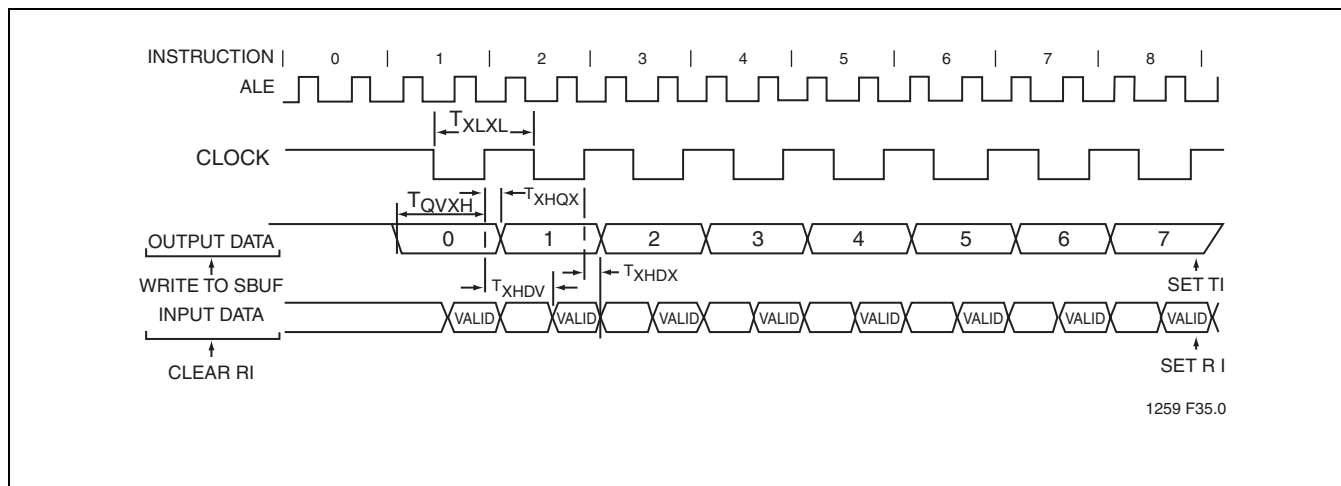 INSTRUCTION | 0 | 1 | 2 | 3 | 4 | 5 | 6 | 7 | 8 |
ALE
TXLXL
CLOCK
TQVXH
TXHQX
OUTPUT DATA
0 1 2 3 4 5 6 7
WRITE TO SBUF
TXHDV
TXHDX
SET TI
INPUT DATA
VALID VALID VALID VALID VALID VALID VALID VALID
CLEAR RI
SET R I
1259 F35.0